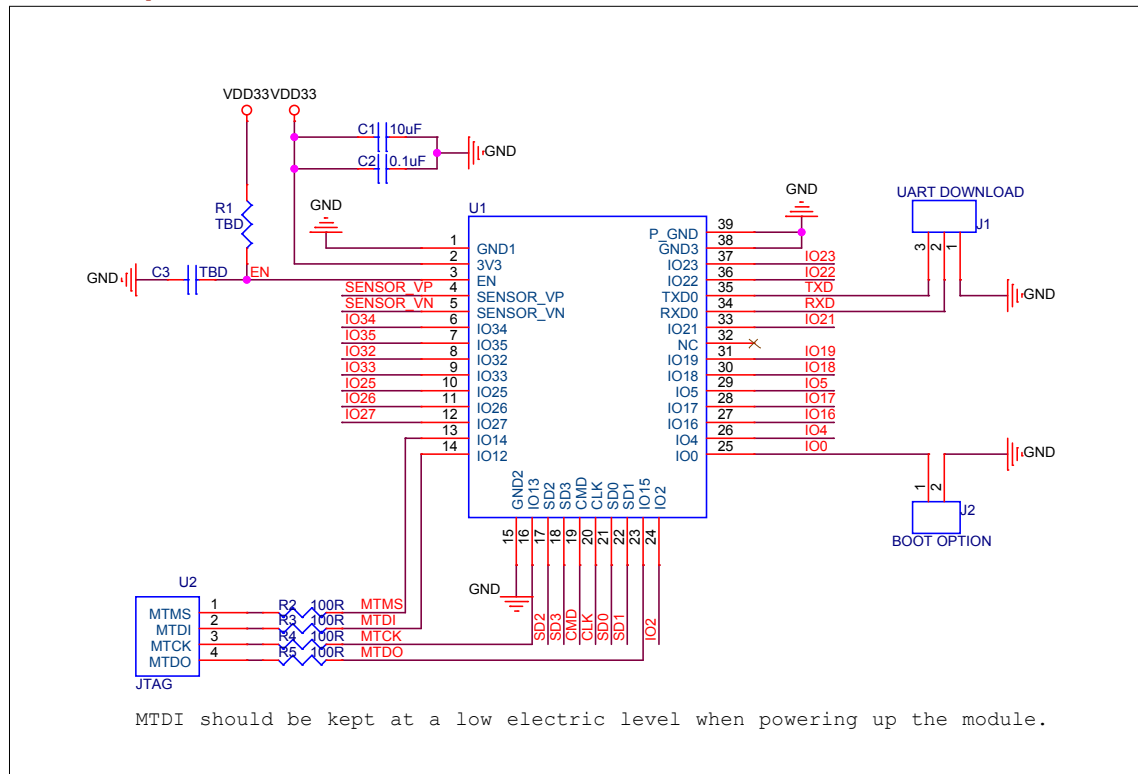 VDD33 VDD33
C1 10uF
GND
C2 0.1uF
R1
TBD
GND
U1
GND
UART DOWNLOAD
J1
3 2 1
GND
GND C3 TBD EN
1 GND1
2 3V3
3 EN
SENSOR_VP 4 SENSOR_VP
SENSOR_VN 5 SENSOR_VN
IO34 6 IO34
IO35 7 IO35
IO32 8 IO32
IO33 9 IO33
IO25 10 IO25
IO26 11 IO26
IO27 12 IO27
13 IO14
14 IO12
P_GND 39
GND3 38
IO23 37 IO23
IO22 36 IO22
TXD0 35 TXD
RXD0 34 RXD
IO21 33 IO21
NC 32
IO19 31 IO19
IO18 30 IO18
IO5 29 IO5
IO17 28 IO17
IO16 27 IO16
IO4 26 IO4
IO0 25 IO0
GND
1 2
J2
BOOT OPTION
GND2 IO13 SD2 SD3 CMD CLK SD0 SD1 IO15 IO2
15 16 17 18 19 20 21 22 23 24
GND
SD2 SD3 CMD CLK SD0 SD1 IO2
U2
MTMS 1 R2 100R MTMS
MTDI 2 R3 100R MTDI
MTCK 3 R4 100R MTCK
MTDO 4 R5 100R MTDO
JTAG
MTDI should be kept at a low electric level when powering up the module.